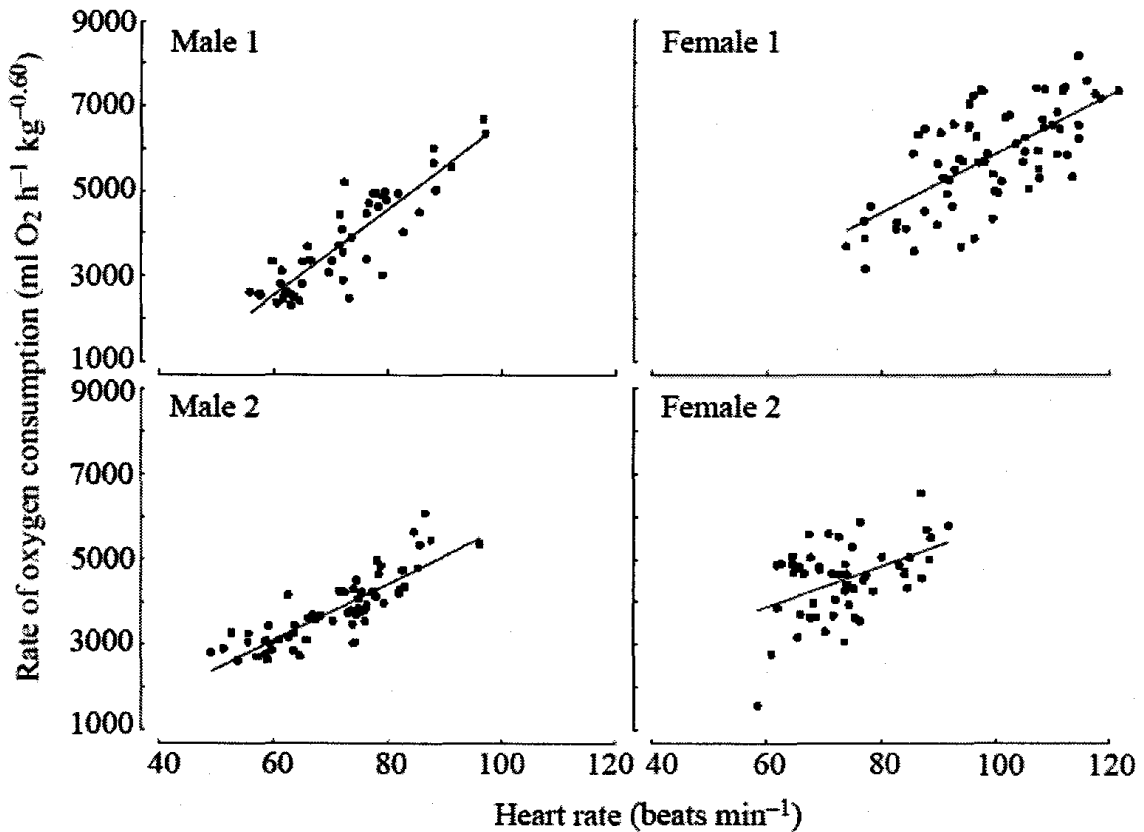 Rate of oxygen consumption (ml O₂ h⁻¹ kg⁻⁰·⁶⁰)
9000
7000
5000
3000
1000
Male 1
Female 1
9000
7000
5000
3000
1000
Male 2
Female 2
40 60 80 100 120 40 60 80 100 120
Heart rate (beats min⁻¹)